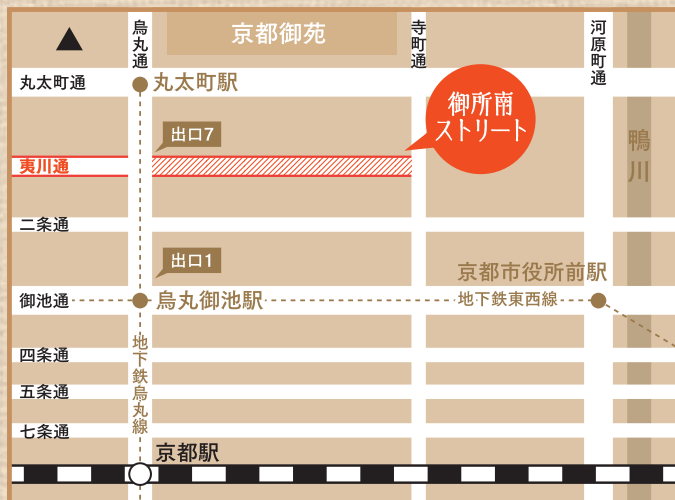 烏丸通
京都御苑
寺町通
河原町通
丸太町通
丸太町駅
御所南
ストリート
出口7
鴨川
夷川通
二条通
出口1
京都市役所前駅
御池通
烏丸御池駅
地下鉄東西線
地下鉄烏丸線
四条通
五条通
七条通
京都駅